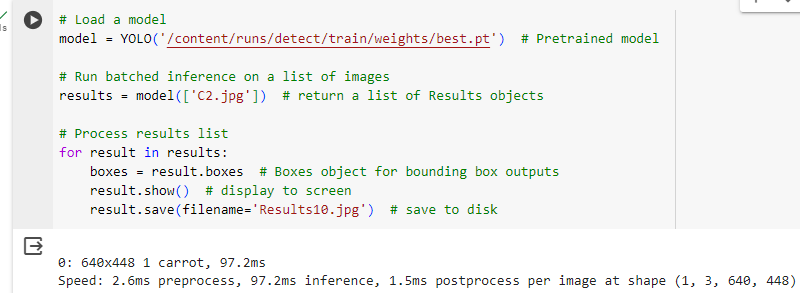 # Load a model
model = YOLO('/content/runs/detect/train/weights/best.pt')  # Pretrained model
# Run batched inference on a list of images
results = model(['C2.jpg'])  # return a list of Results objects
# Process results list
for result in results:
    boxes = result.boxes  # Boxes object for bounding box outputs
    result.show()  # display to screen
    result.save(filename='Results10.jpg')  # save to disk
0: 640x448 1 carrot, 97.2ms
Speed: 2.6ms preprocess, 97.2ms inference, 1.5ms postprocess per image at shape (1, 3, 640, 448)